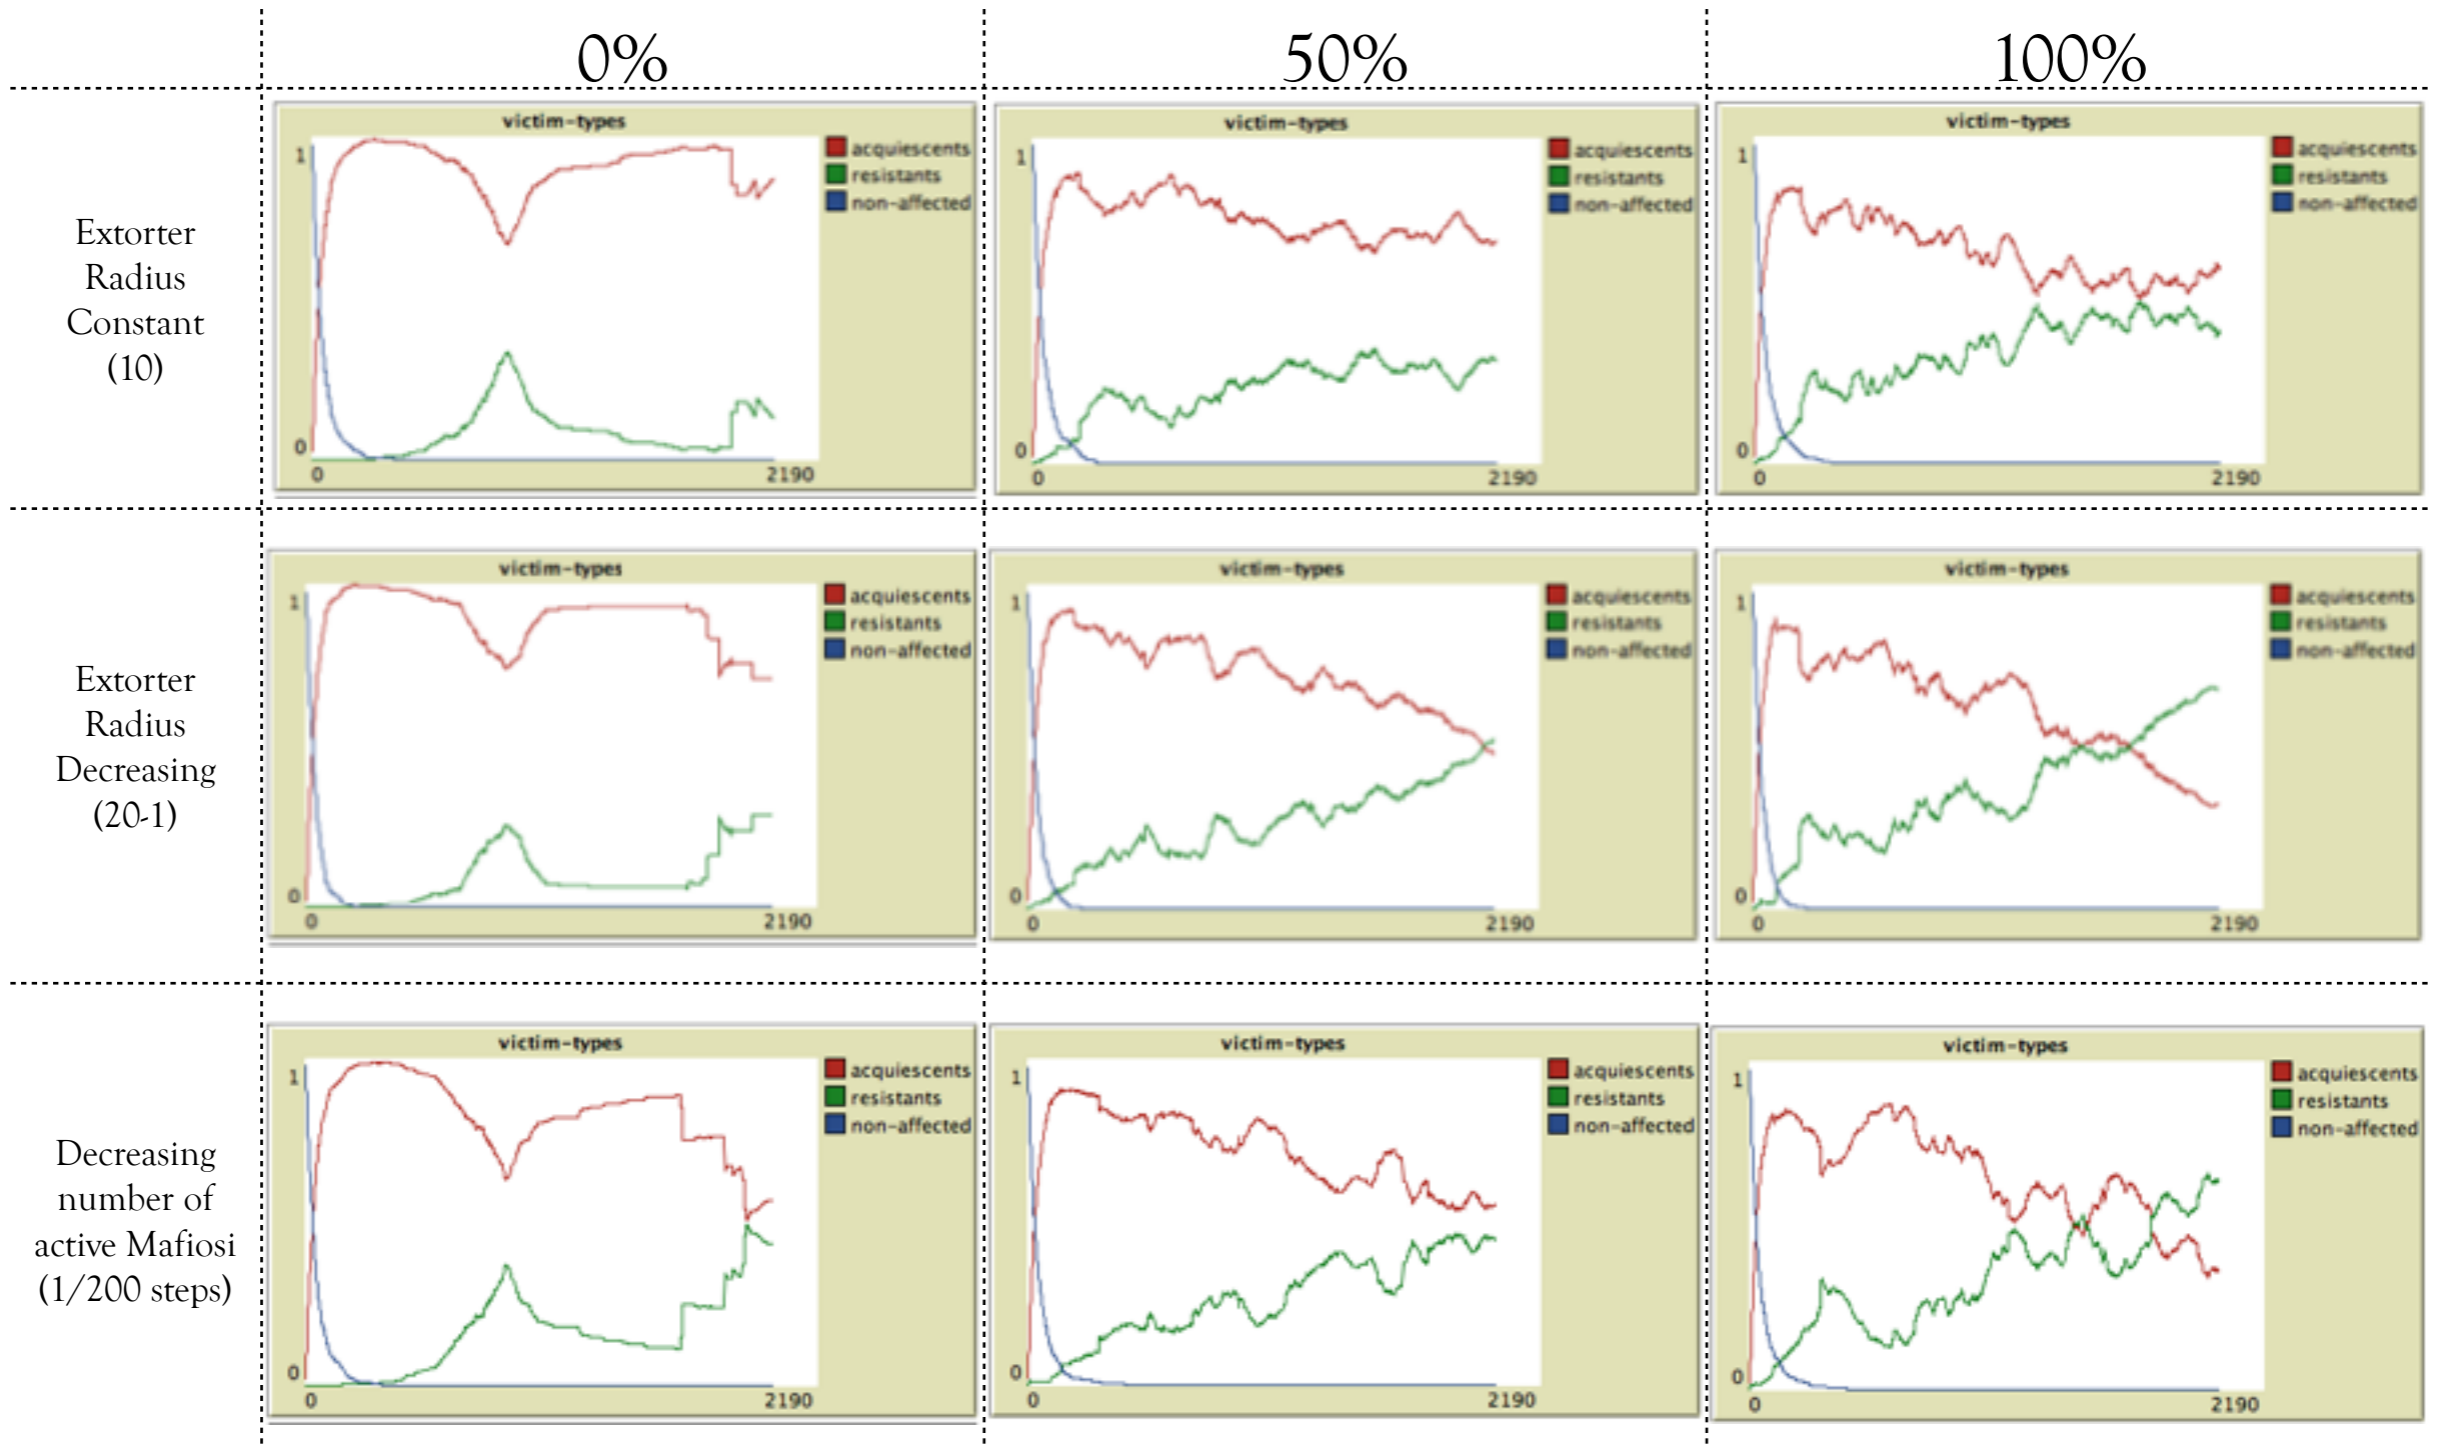 0%
50%
100%
Extorter
Radius
Constant
(10)
victim-types
1
0
0
2190
acquiescents
resistants
non-affected
victim-types
1
0
0
2190
acquiescents
resistants
non-affected
victim-types
1
0
0
2190
acquiescents
resistants
non-affected
Extorter
Radius
Decreasing
(20-1)
victim-types
1
0
0
2190
acquiescents
resistants
non-affected
victim-types
1
0
0
2190
acquiescents
resistants
non-affected
victim-types
1
0
0
2190
acquiescents
resistants
non-affected
Decreasing
number of
active Mafiosi
(1/200 steps)
victim-types
1
0
0
2190
acquiescents
resistants
non-affected
victim-types
1
0
0
2190
acquiescents
resistants
non-affected
victim-types
1
0
0
2190
acquiescents
resistants
non-affected